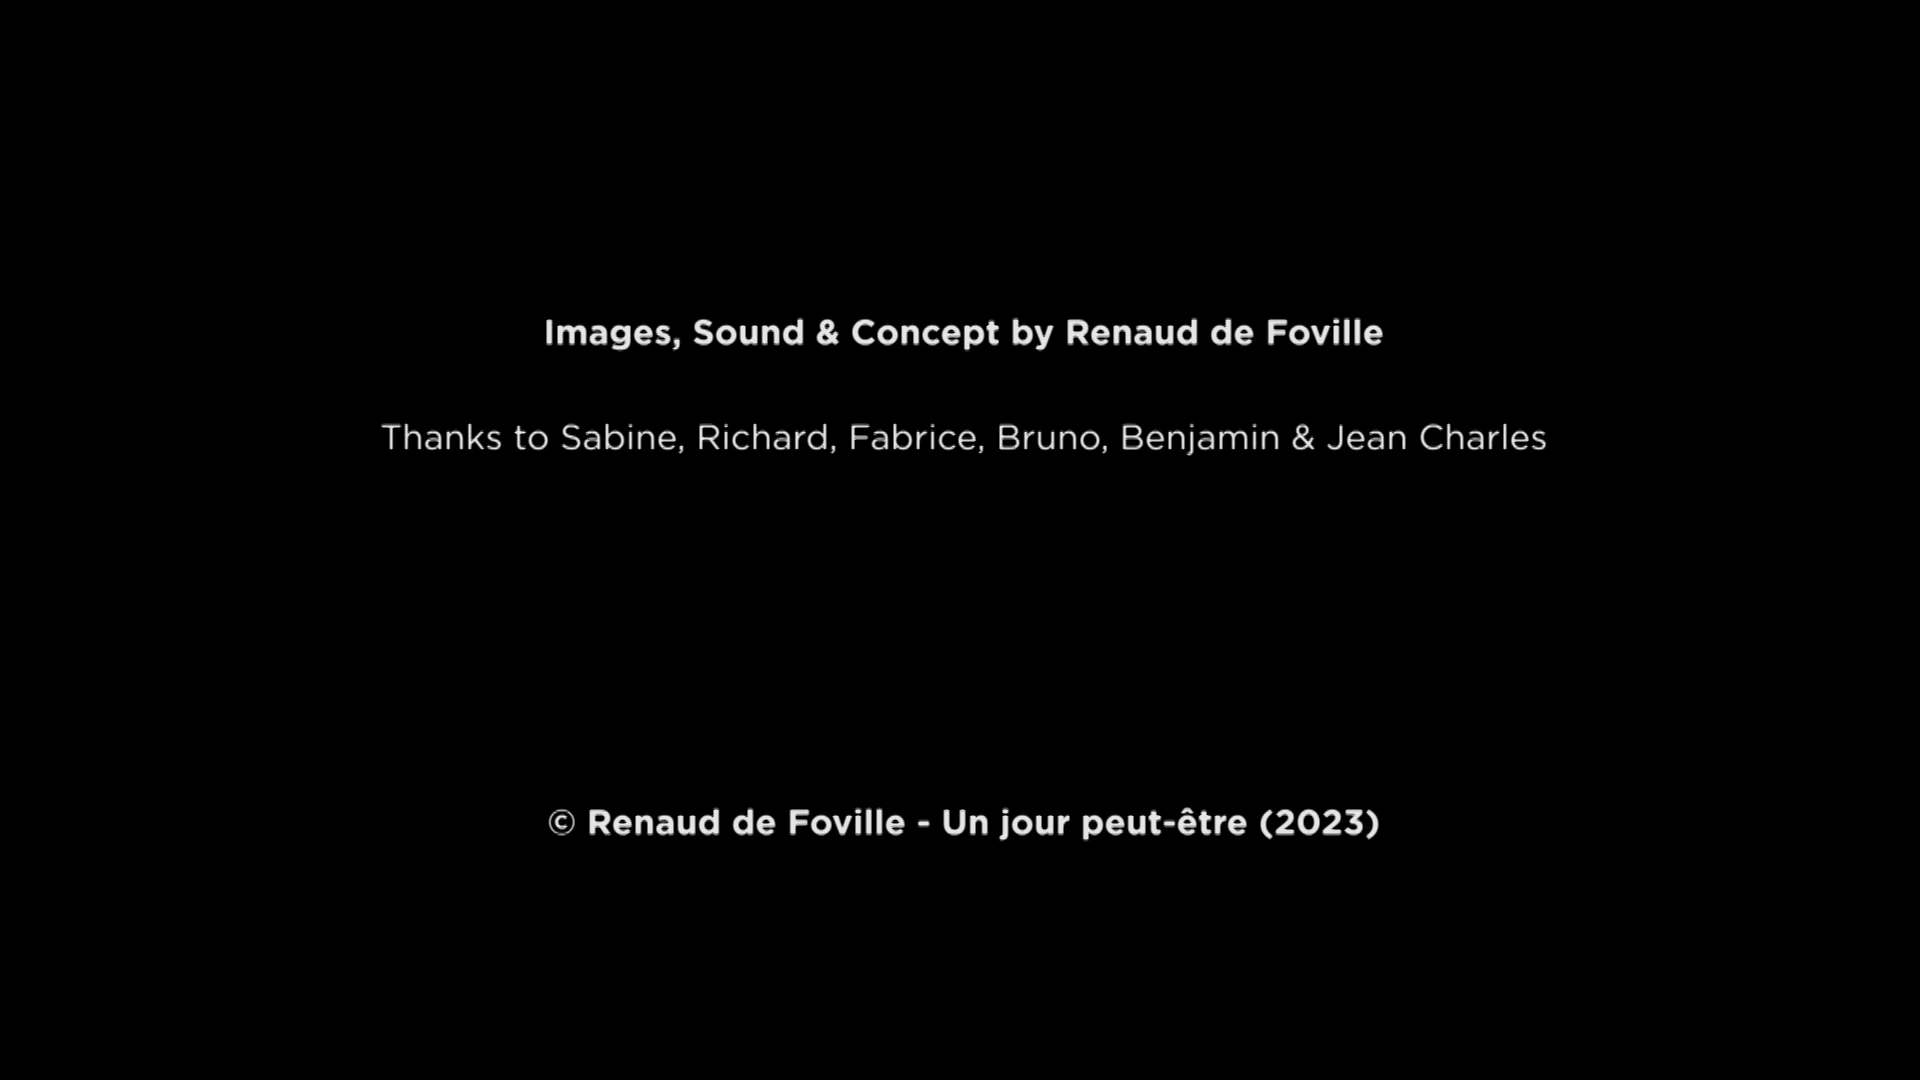 Images, Sound & Concept by Renaud de Foville
Thanks to Sabine, Richard, Fabrice, Bruno, Benjamin & Jean Charles
© Renaud de Foville - Un jour peut-être (2023)